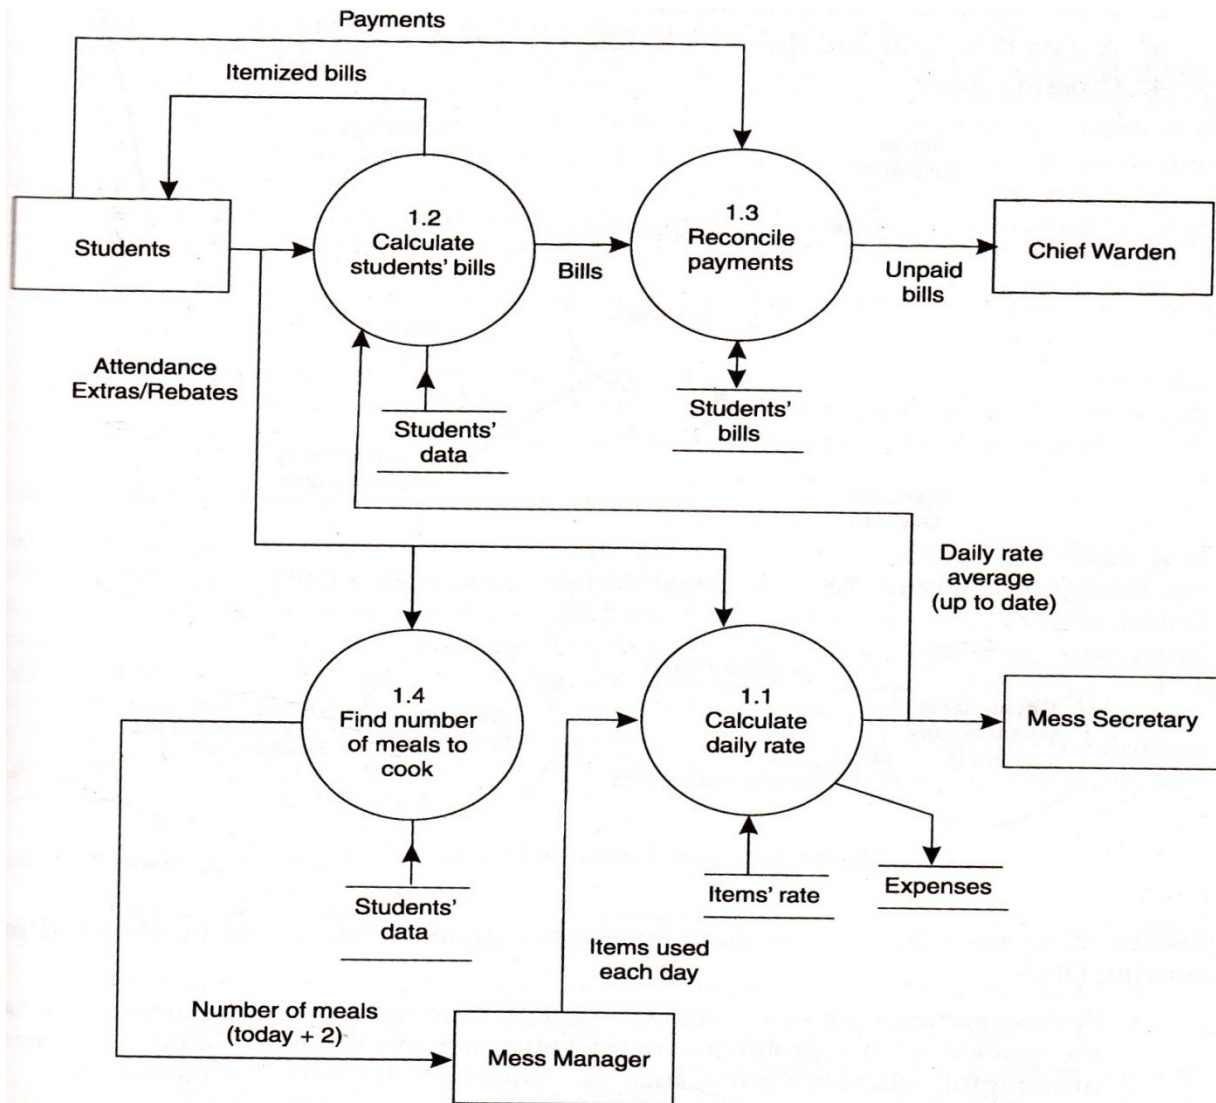 Payments
Itemized bills
Students
1.2
Calculate
students' bills
Bills
1.3
Reconcile
payments
Unpaid
bills
Chief Warden
Attendance
Extras/Rebates
Students'
data
Students'
bills
Daily rate
average
(up to date)
1.4
Find number
of meals to
cook
1.1
Calculate
daily rate
Mess Secretary
Students'
data
Items' rate
Expenses
Items used
each day
Number of meals
(today + 2)
Mess Manager